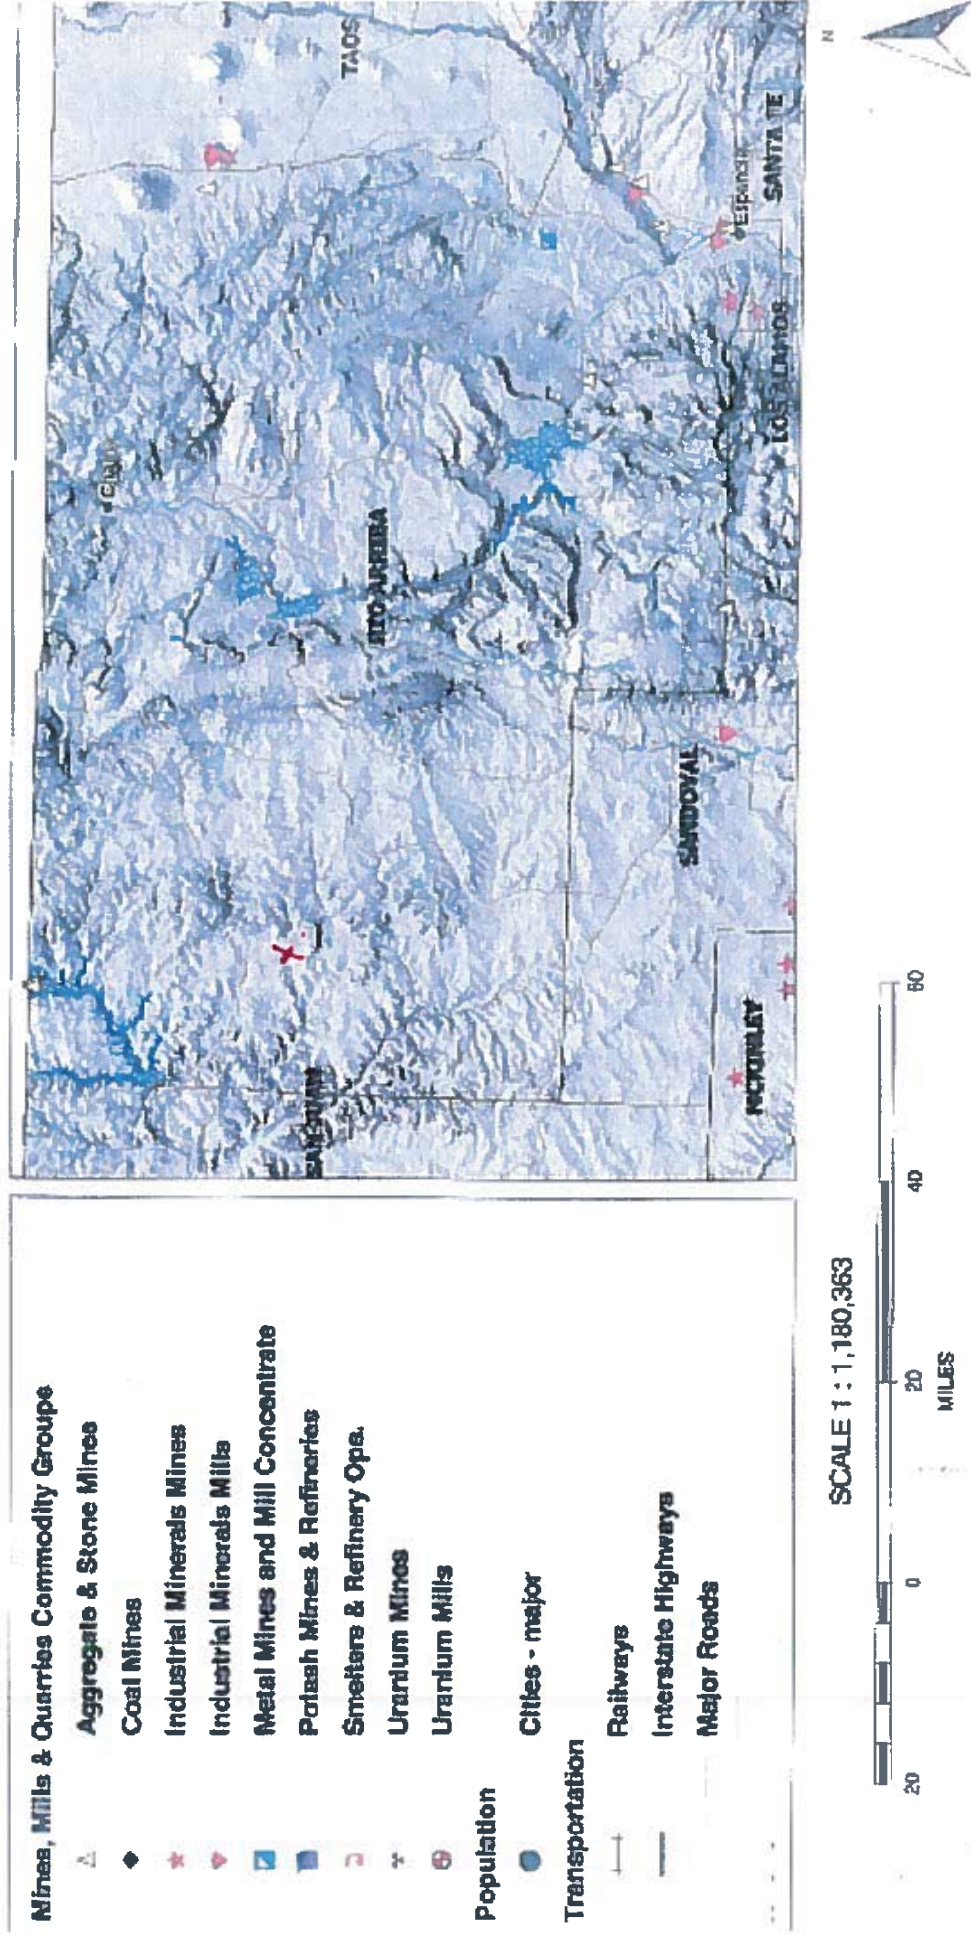 Mines, Mills & Quarries Commodity Groups
Aggregate & Stone Mines
Coal Mines
Industrial Minerals Mines
Industrial Minerals Mills
Metal Mines and Mill Concentrate
Potash Mines & Refineries
Smelters & Refinery Ops.
Uranium Mines
Uranium Mills
Population
Cities - major
Transportation
Railways
Interstate Highways
Major Roads
TAOS
SAN JUAN
SANDOVAL
MCKINLEY
LOS ALAMOS
Espanola
SANTA FE
N
SCALE 1 : 1,180,363
20 0 20 40 60
MILES